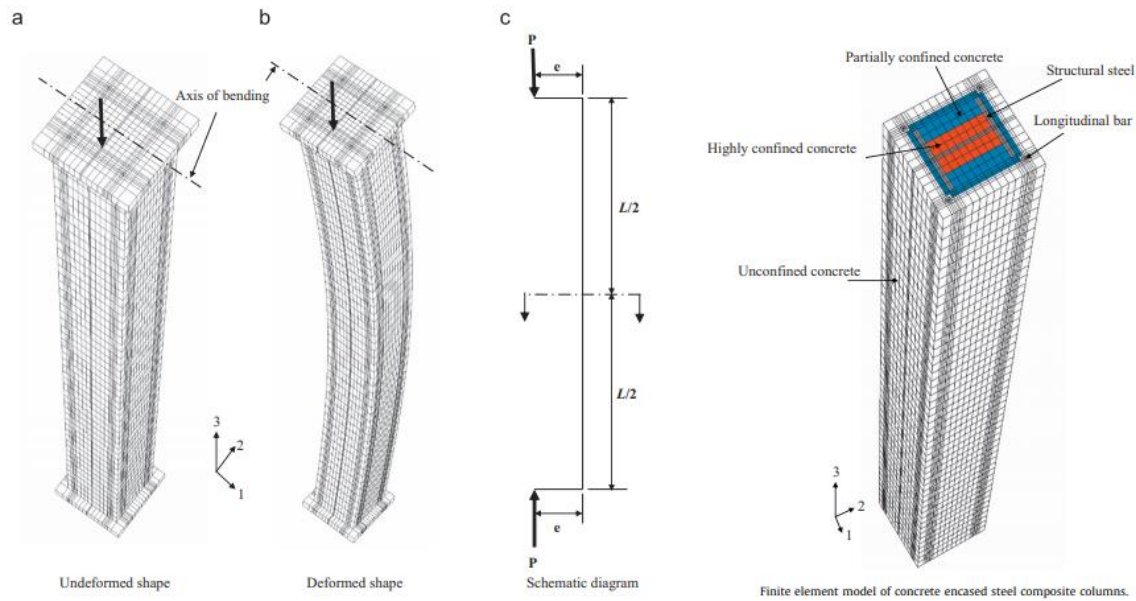 a
b
c
Axis of bending
P
e
L/2
L/2
e
P
3
2
1
Undeformed shape
Deformed shape
Schematic diagram
Partially confined concrete
Structural steel
Longitudinal bar
Highly confined concrete
Unconfined concrete
3
2
1
Finite element model of concrete encased steel composite columns.